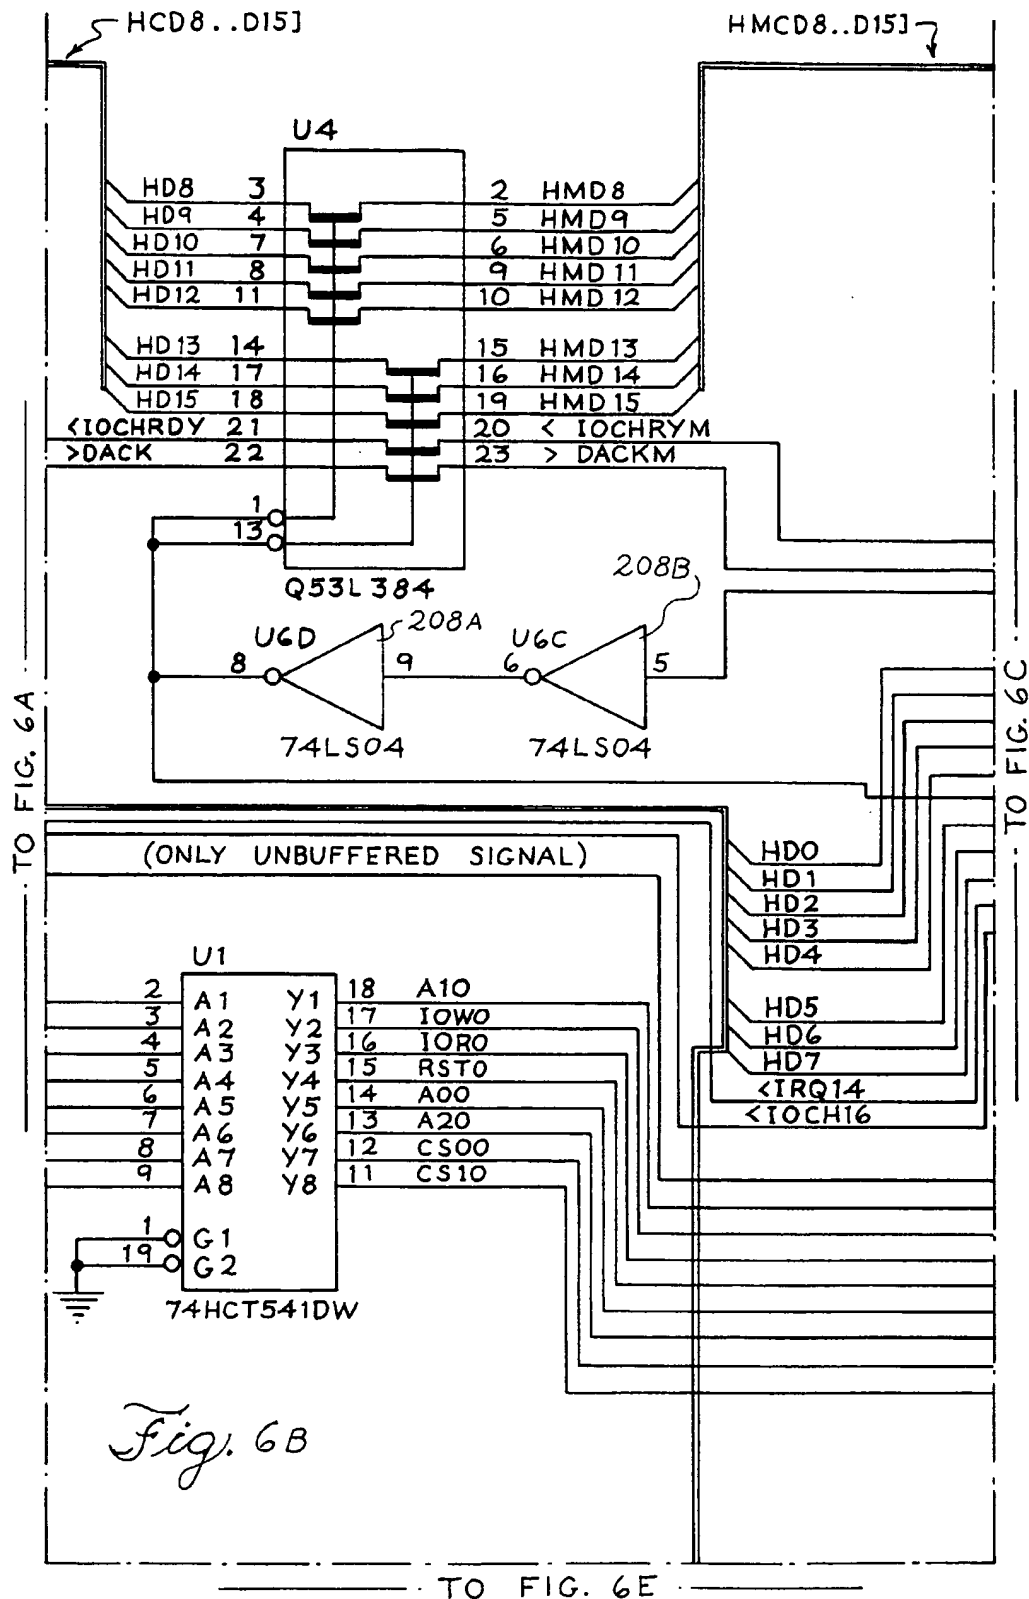 HCD8..D15]
HMCD8..D15]
U4
HD8 3 2 HMD8
HD9 4 5 HMD9
HD10 7 6 HMD10
HD11 8 9 HMD11
HD12 11 10 HMD12
HD13 14 15 HMD13
HD14 17 16 HMD14
HD15 18 19 HMD15
<IOCHRDY 21 20 < IOCHRYM
>DACK 22 23 > DACKM
1
13
Q53L384
208B
208A
U6D
U6C
8 9 6 5
74LS04 74LS04
TO FIG. 6A
TO FIG. 6C
(ONLY UNBUFFERED SIGNAL)
HD0
HD1
HD2
HD3
HD4
HD5
HD6
HD7
<IRQ14
<IOCH16
U1
2 A1 Y1 18 A10
3 A2 Y2 17 IOW0
4 A3 Y3 16 IOR0
5 A4 Y4 15 RST0
6 A5 Y5 14 A00
7 A6 Y6 13 A20
8 A7 Y7 12 CS00
9 A8 Y8 11 CS10
1 G1
19 G2
74HCT541DW
Fig. 6B
TO FIG. 6E